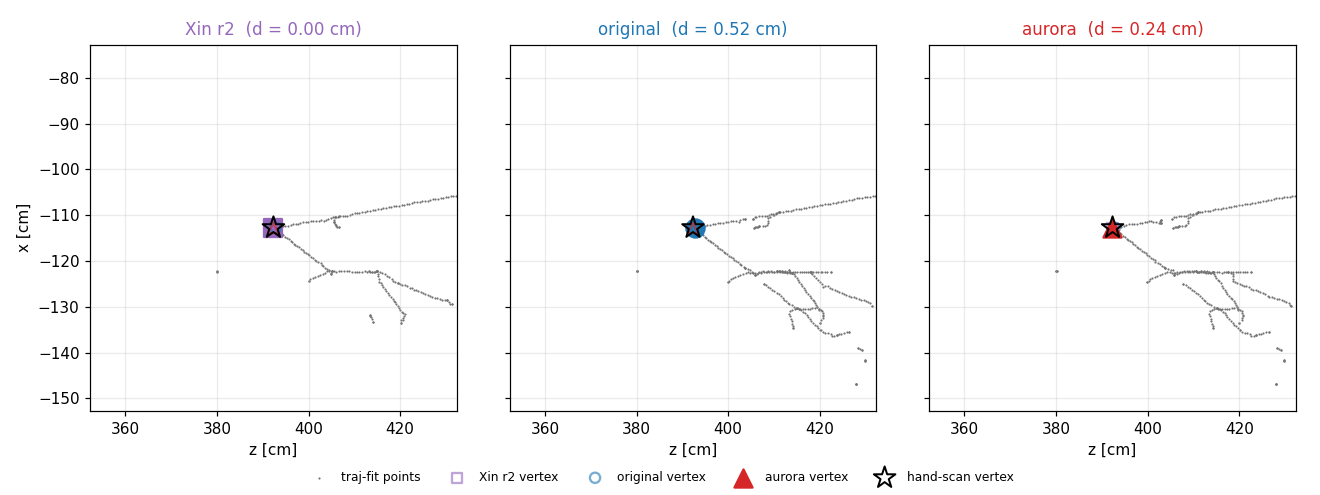 Xin r2  (d = 0.00 cm)
original  (d = 0.52 cm)
aurora  (d = 0.24 cm)
x [cm]
−80
−90
−100
−110
−120
−130
−140
−150
360 380 400 420
360 380 400 420
360 380 400 420
z [cm]
z [cm]
z [cm]
traj-fit points
Xin r2 vertex
original vertex
aurora vertex
hand-scan vertex